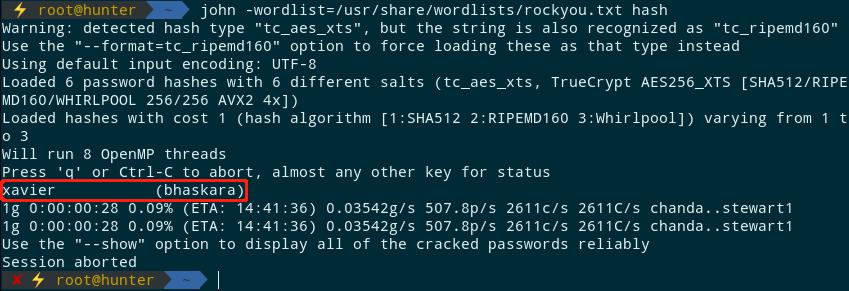 ⚡ root@hunter ~ john -wordlist=/usr/share/wordlists/rockyou.txt hash
Warning: detected hash type "tc_aes_xts", but the string is also recognized as "tc_ripemd160"
Use the "--format=tc_ripemd160" option to force loading these as that type instead
Using default input encoding: UTF-8
Loaded 6 password hashes with 6 different salts (tc_aes_xts, TrueCrypt AES256_XTS [SHA512/RIPE
MD160/WHIRLPOOL 256/256 AVX2 4x])
Loaded hashes with cost 1 (hash algorithm [1:SHA512 2:RIPEMD160 3:Whirlpool]) varying from 1 t
o 3
Will run 8 OpenMP threads
Press 'q' or Ctrl-C to abort, almost any other key for status
xavier (bhaskara)
1g 0:00:00:28 0.09% (ETA: 14:41:36) 0.03542g/s 507.8p/s 2611c/s 2611C/s chanda..stewart1
1g 0:00:00:28 0.09% (ETA: 14:41:36) 0.03542g/s 507.8p/s 2611c/s 2611C/s chanda..stewart1
Use the "--show" option to display all of the cracked passwords reliably
Session aborted
✘ ⚡ root@hunter ~